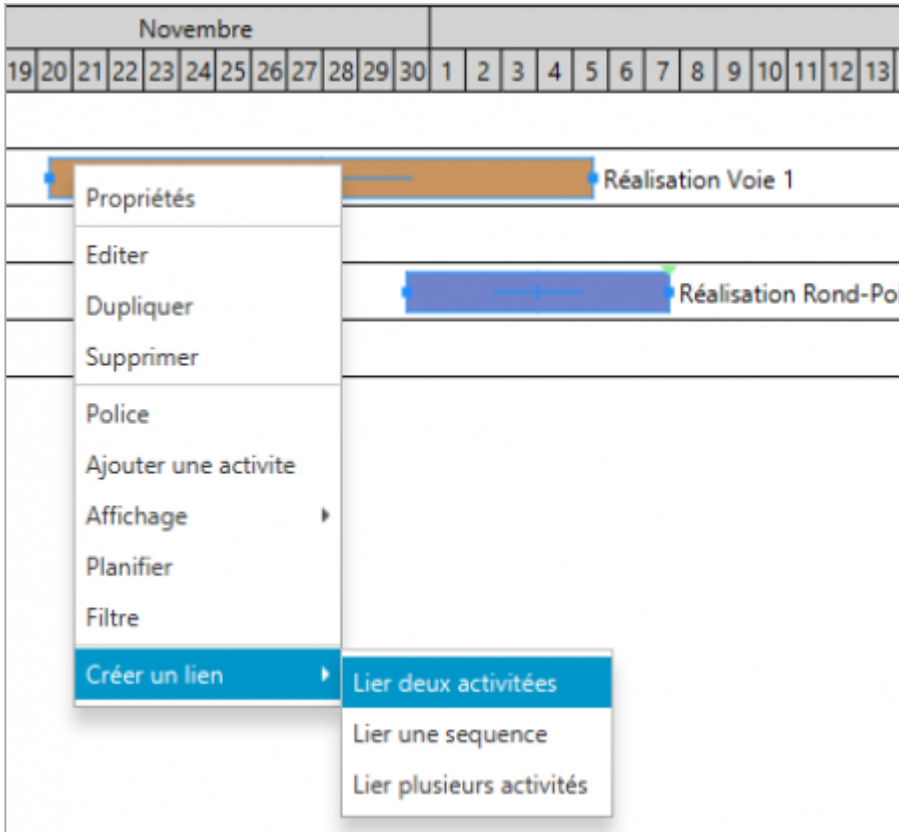 Novembre
19 20 21 22 23 24 25 26 27 28 29 30 1 2 3 4 5 6 7 8 9 10 11 12 13
Réalisation Voie 1
Propriétés
Editer
Dupliquer
Réalisation Rond-Poi
Supprimer
Police
Ajouter une activite
Affichage
Planifier
Filtre
Créer un lien
Lier deux activitées
Lier une sequence
Lier plusieurs activités